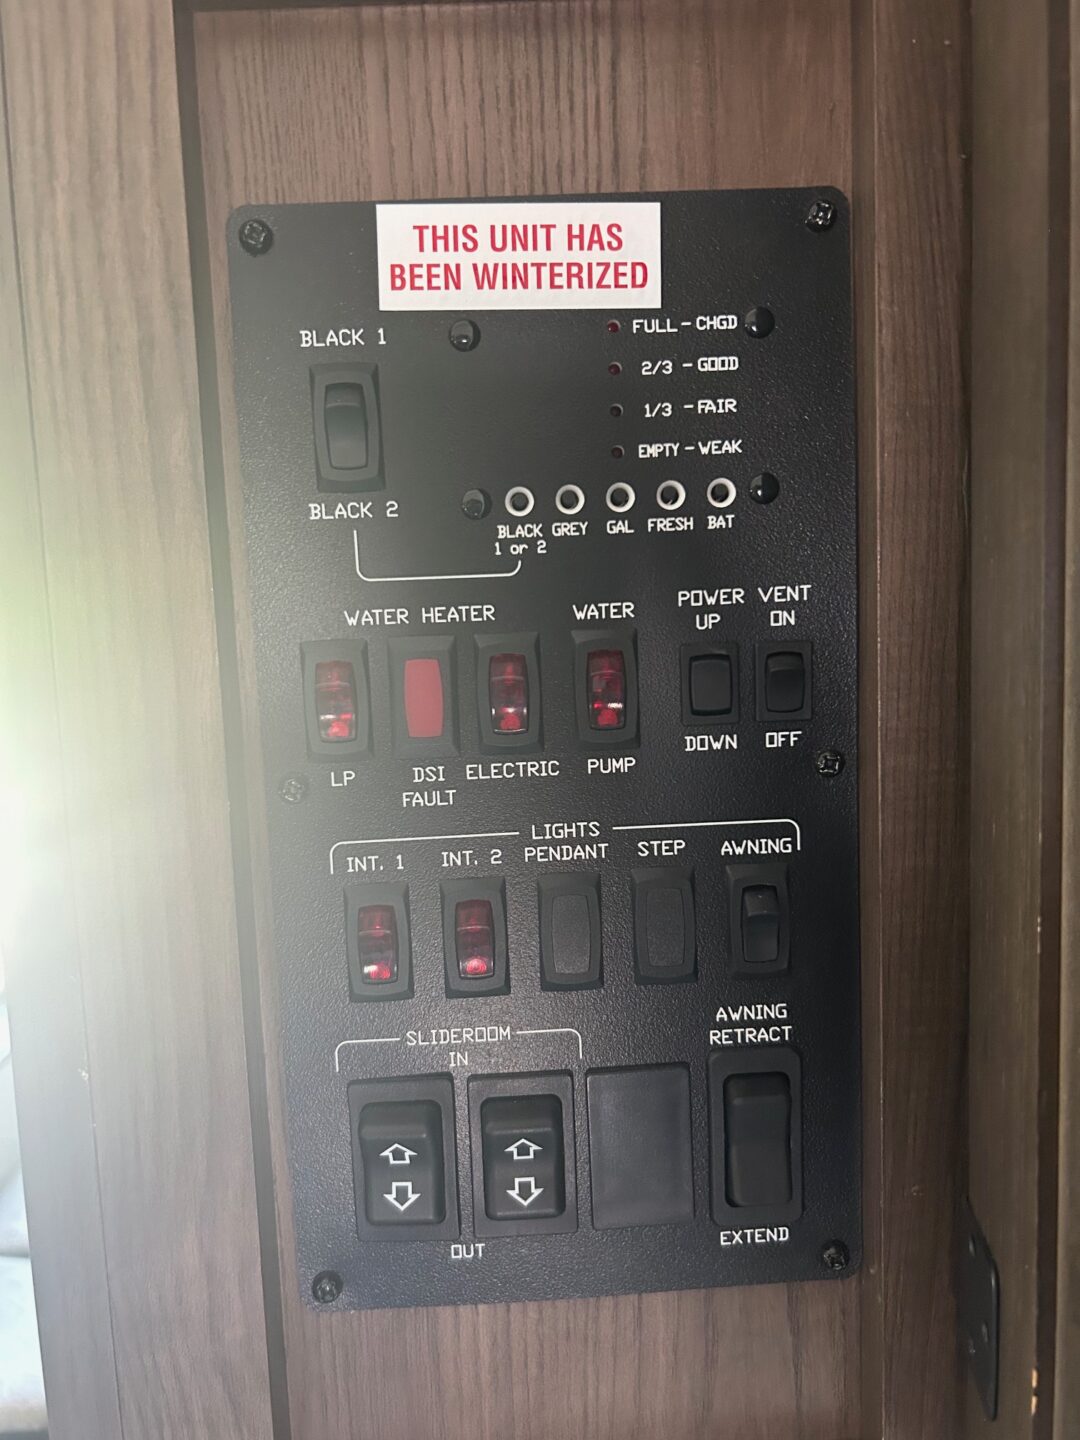 THIS UNIT HAS
BEEN WINTERIZED
BLACK 1
BLACK 2
FULL - CHGD
2/3 - GOOD
1/3 - FAIR
EMPTY - WEAK
BLACK GREY GAL FRESH BAT
1 or 2
WATER HEATER
WATER
POWER VENT
UP ON
LP
DSI
FAULT
ELECTRIC
PUMP
DOWN OFF
LIGHTS
INT. 1 INT. 2 PENDANT STEP AWNING
SLIDEROOM
IN
OUT
AWNING
RETRACT
EXTEND